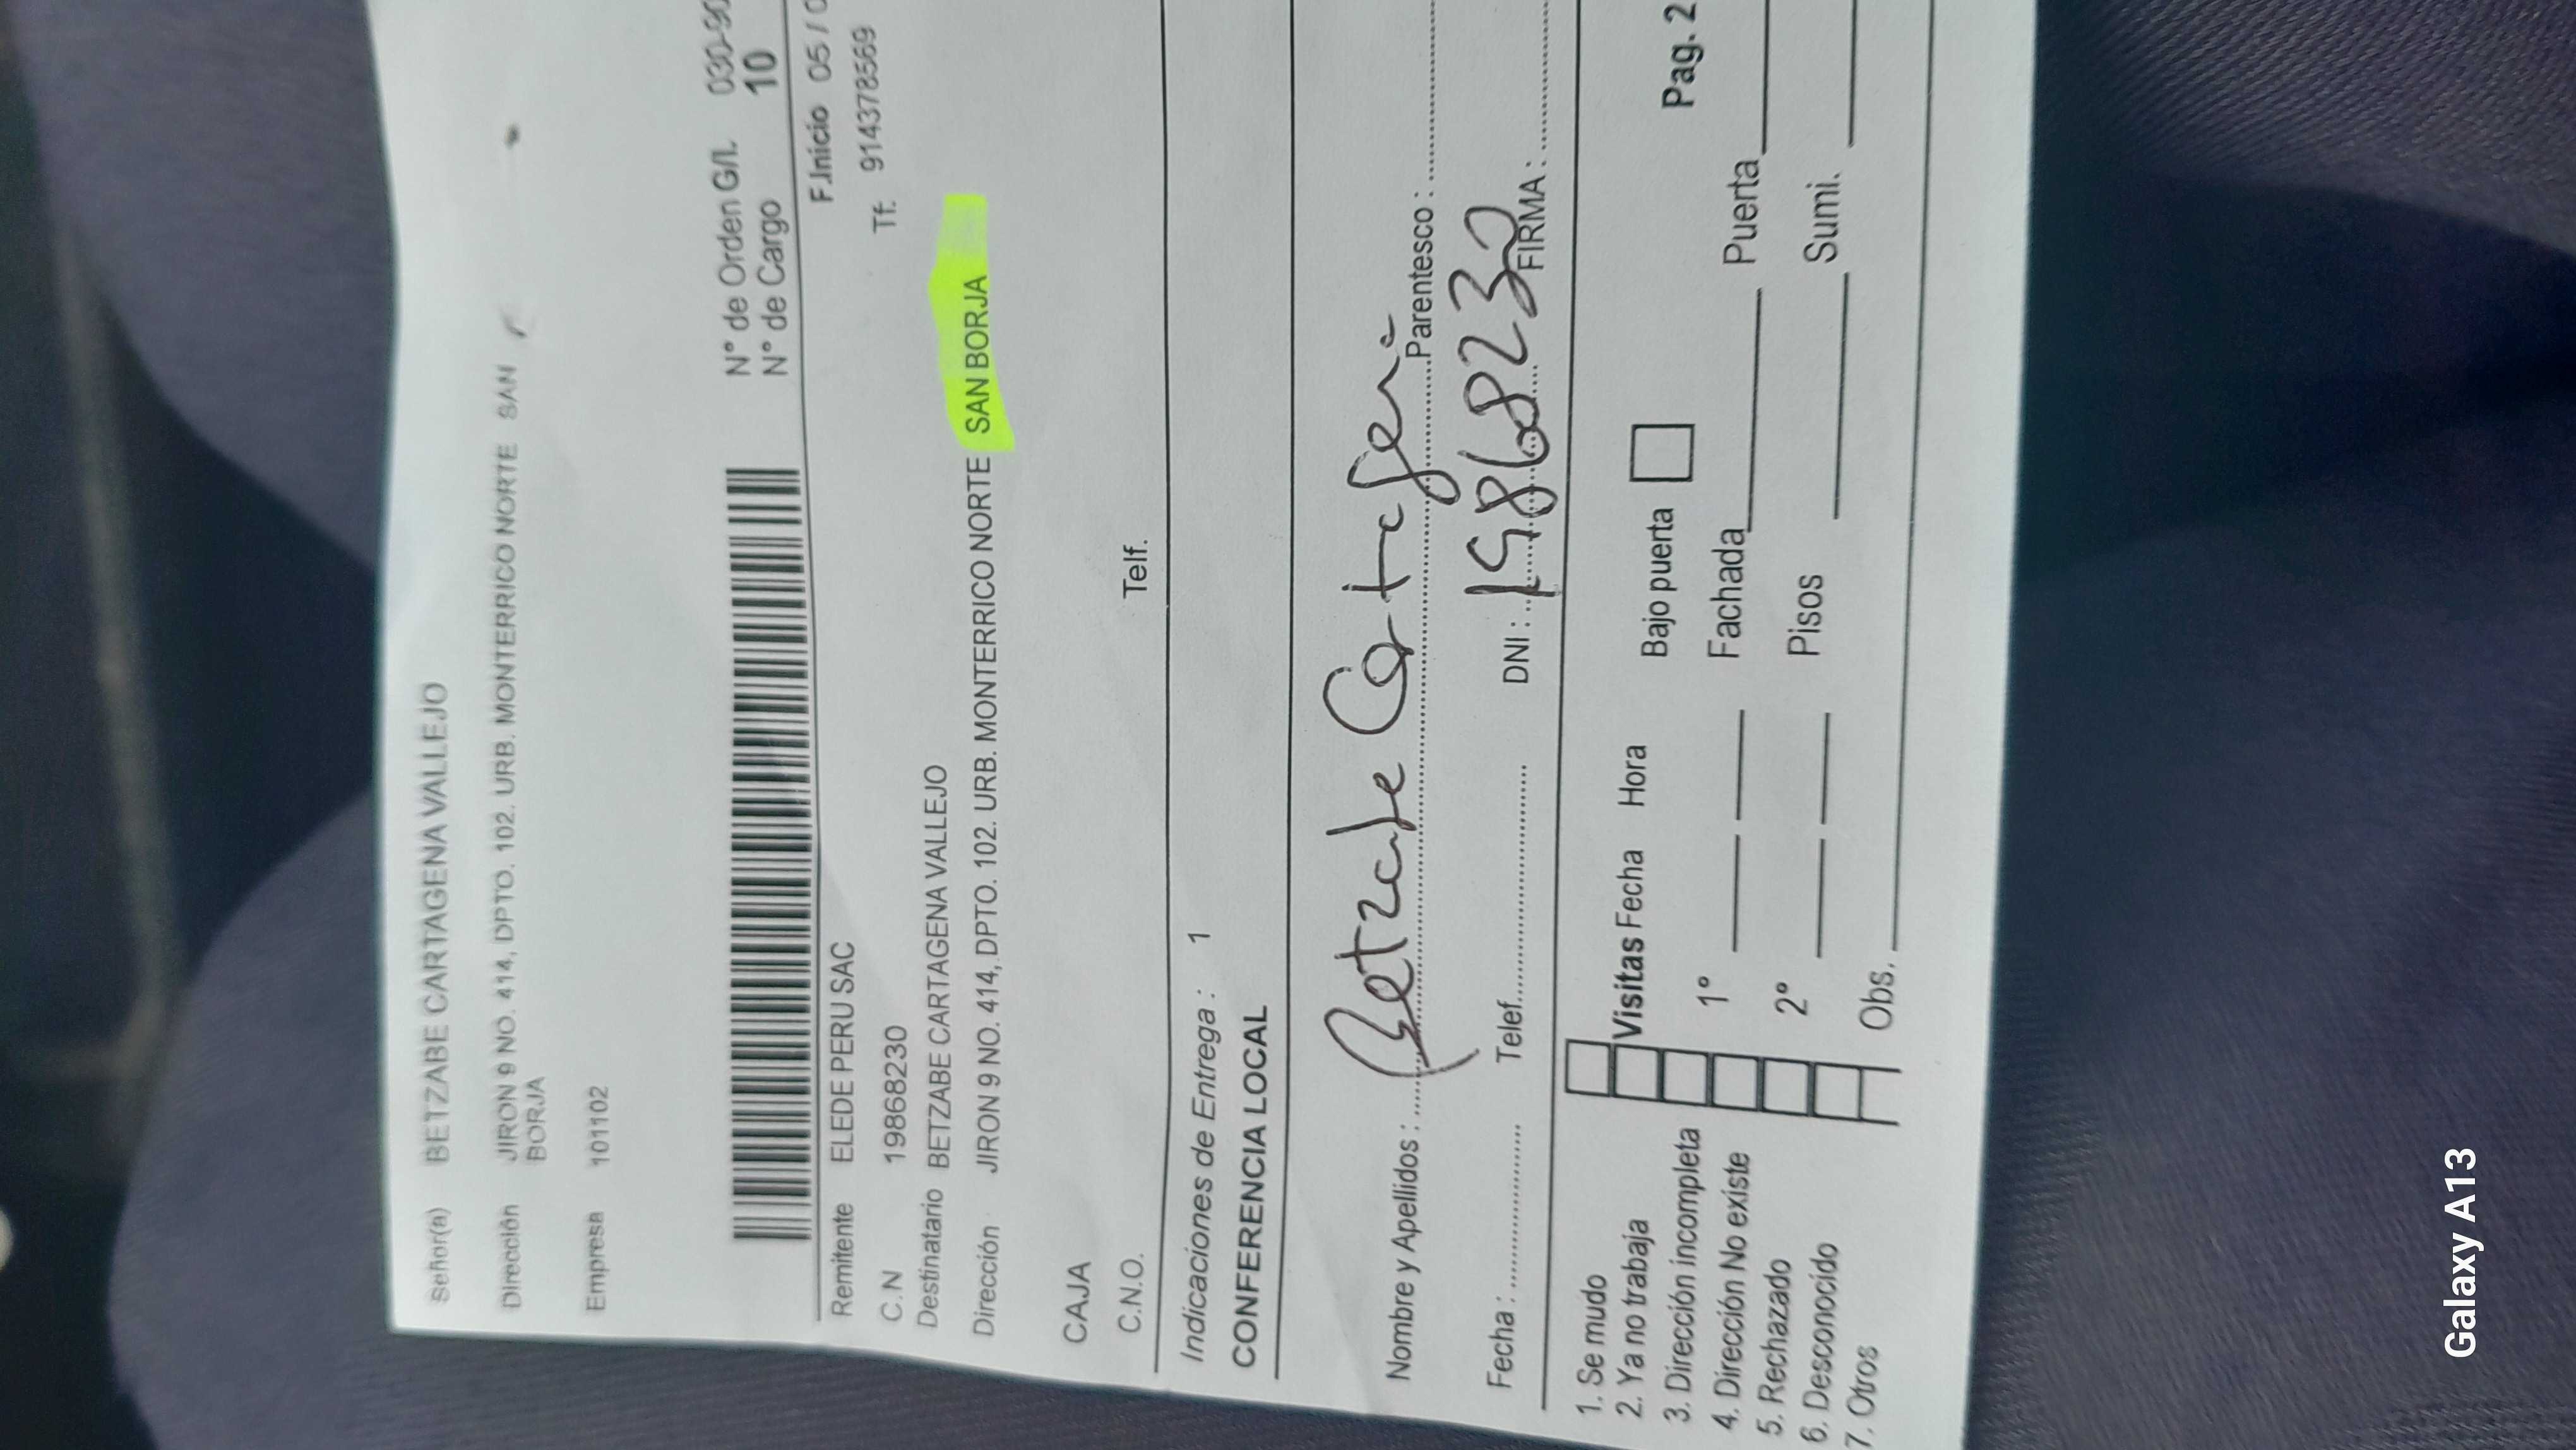 Señor(a) BETZABE CARTAGENA VALLEJO
Dirección JIRON 9 NO. 414, DPTO. 102. URB. MONTERRICO NORTE SAN
BORJA
Empresa 101102
N° de Orden G/L 030-90
N° de Cargo 10
F.Inicio 05 / 0
Remitente ELEDE PERU SAC
C.N 19868230 Tf. 914378569
Destinatario BETZABE CARTAGENA VALLEJO
Dirección JIRON 9 NO. 414, DPTO. 102. URB. MONTERRICO NORTE SAN BORJA
CAJA
C.N.O. Telf.
Indicaciones de Entrega : 1
CONFERENCIA LOCAL
Nombre y Apellidos : Betzabe Cartagena Parentesco :
Fecha : Telef. DNI : 19868230 FIRMA :
1. Se mudo
2. Ya no trabaja
3. Dirección incompleta
4. Dirección No existe
5. Rechazado
6. Desconocido
7. Otros
Visitas Fecha Hora Bajo puerta Pag. 2
1° Fachada Puerta
2° Pisos Sumi.
Obs.
Galaxy A13